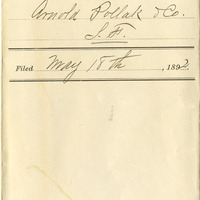 Arnold Pollak & Co.
S. F.
Filed May 18th , 1892